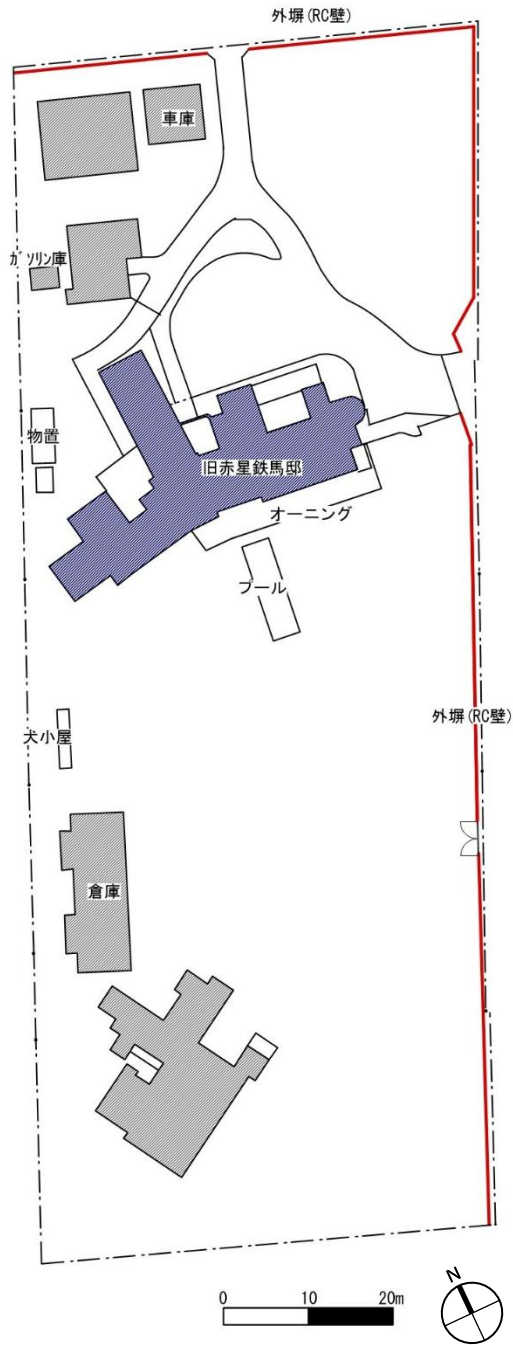 外塀(RC壁)
車庫
ガソリン庫
物置
旧赤星鉄馬邸
オーニング
プール
犬小屋
外塀(RC壁)
倉庫
N
0 10 20m